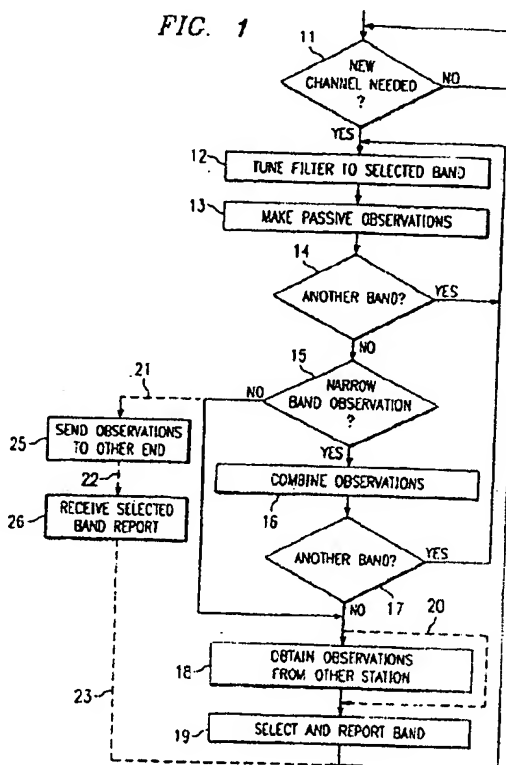 FIG. 1
11
NEW
CHANNEL NEEDED
?
NO
YES
12
TUNE FILTER TO SELECTED BAND
13
MAKE PASSIVE OBSERVATIONS
14
ANOTHER BAND?
YES
NO
15
NARROW
BAND OBSERVATION
?
NO
YES
21
25
SEND OBSERVATIONS
TO OTHER END
22
26
RECEIVE SELECTED
BAND REPORT
COMBINE OBSERVATIONS
16
ANOTHER BAND?
YES
17
NO
20
18
OBTAIN OBSERVATIONS
FROM OTHER STATION
23
19
SELECT AND REPORT BAND